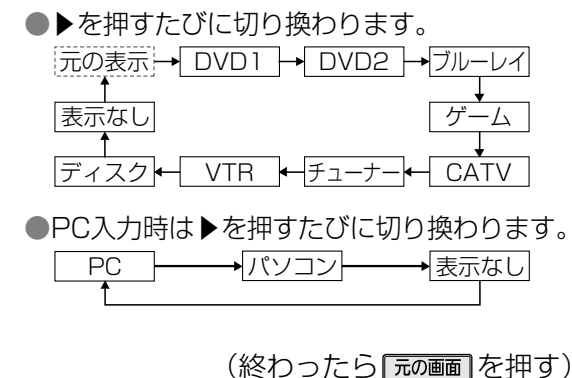 ●▶を押すたびに切り換わります。
元の表示 DVD1 DVD2 ブルーレイ
表示なし ゲーム
ディスク VTR チューナー CATV
●PC入力時は▶を押すたびに切り換わります。
PC パソコン 表示なし
（終わったら 元の画面 を押す）